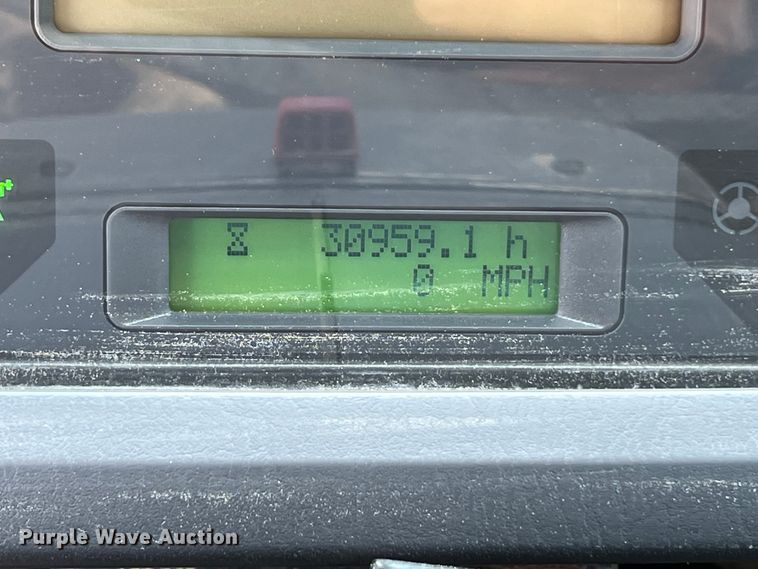 30959.1 h
0 MPH
Purple Wave Auction